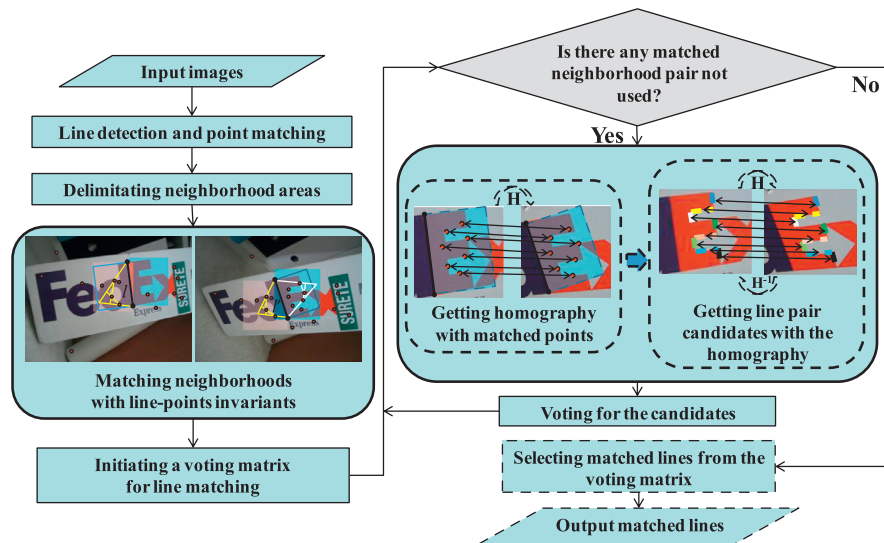 Input images
Line detection and point matching
Delimitating neighborhood areas
FedEx
Express
SURETE
FedEx
Express
SURETE
Matching neighborhoods
with line-points invariants
Initiating a voting matrix
for line matching
Is there any matched
neighborhood pair not
used?
No
Yes
H
Getting homography
with matched points
H
H⁻¹
Getting line pair
candidates with the
homography
Voting for the candidates
Selecting matched lines from the
voting matrix
Output matched lines